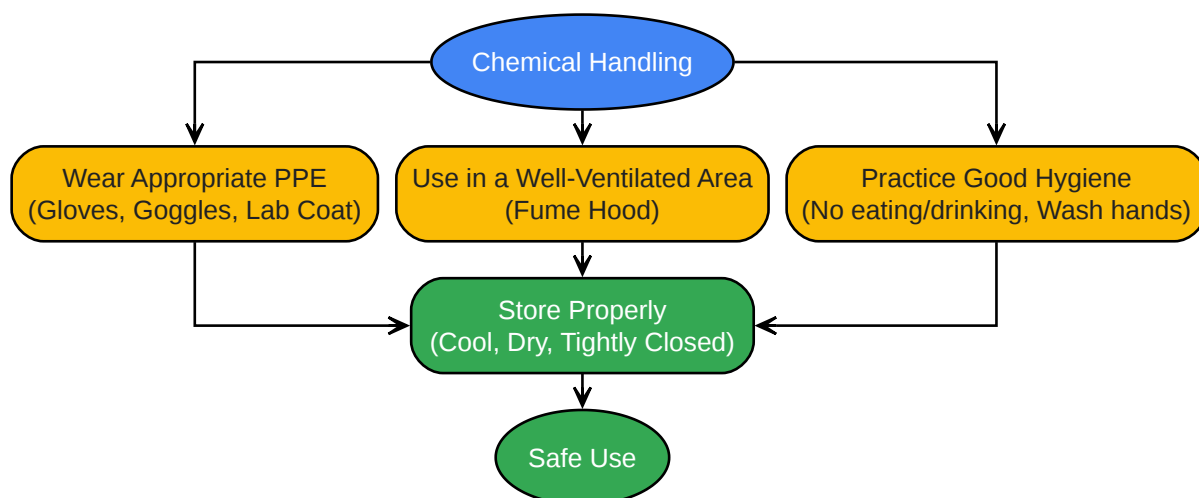 Chemical Handling
Wear Appropriate PPE
(Gloves, Goggles, Lab Coat)
Use in a Well-Ventilated Area
(Fume Hood)
Practice Good Hygiene
(No eating/drinking, Wash hands)
Store Properly
(Cool, Dry, Tightly Closed)
Safe Use